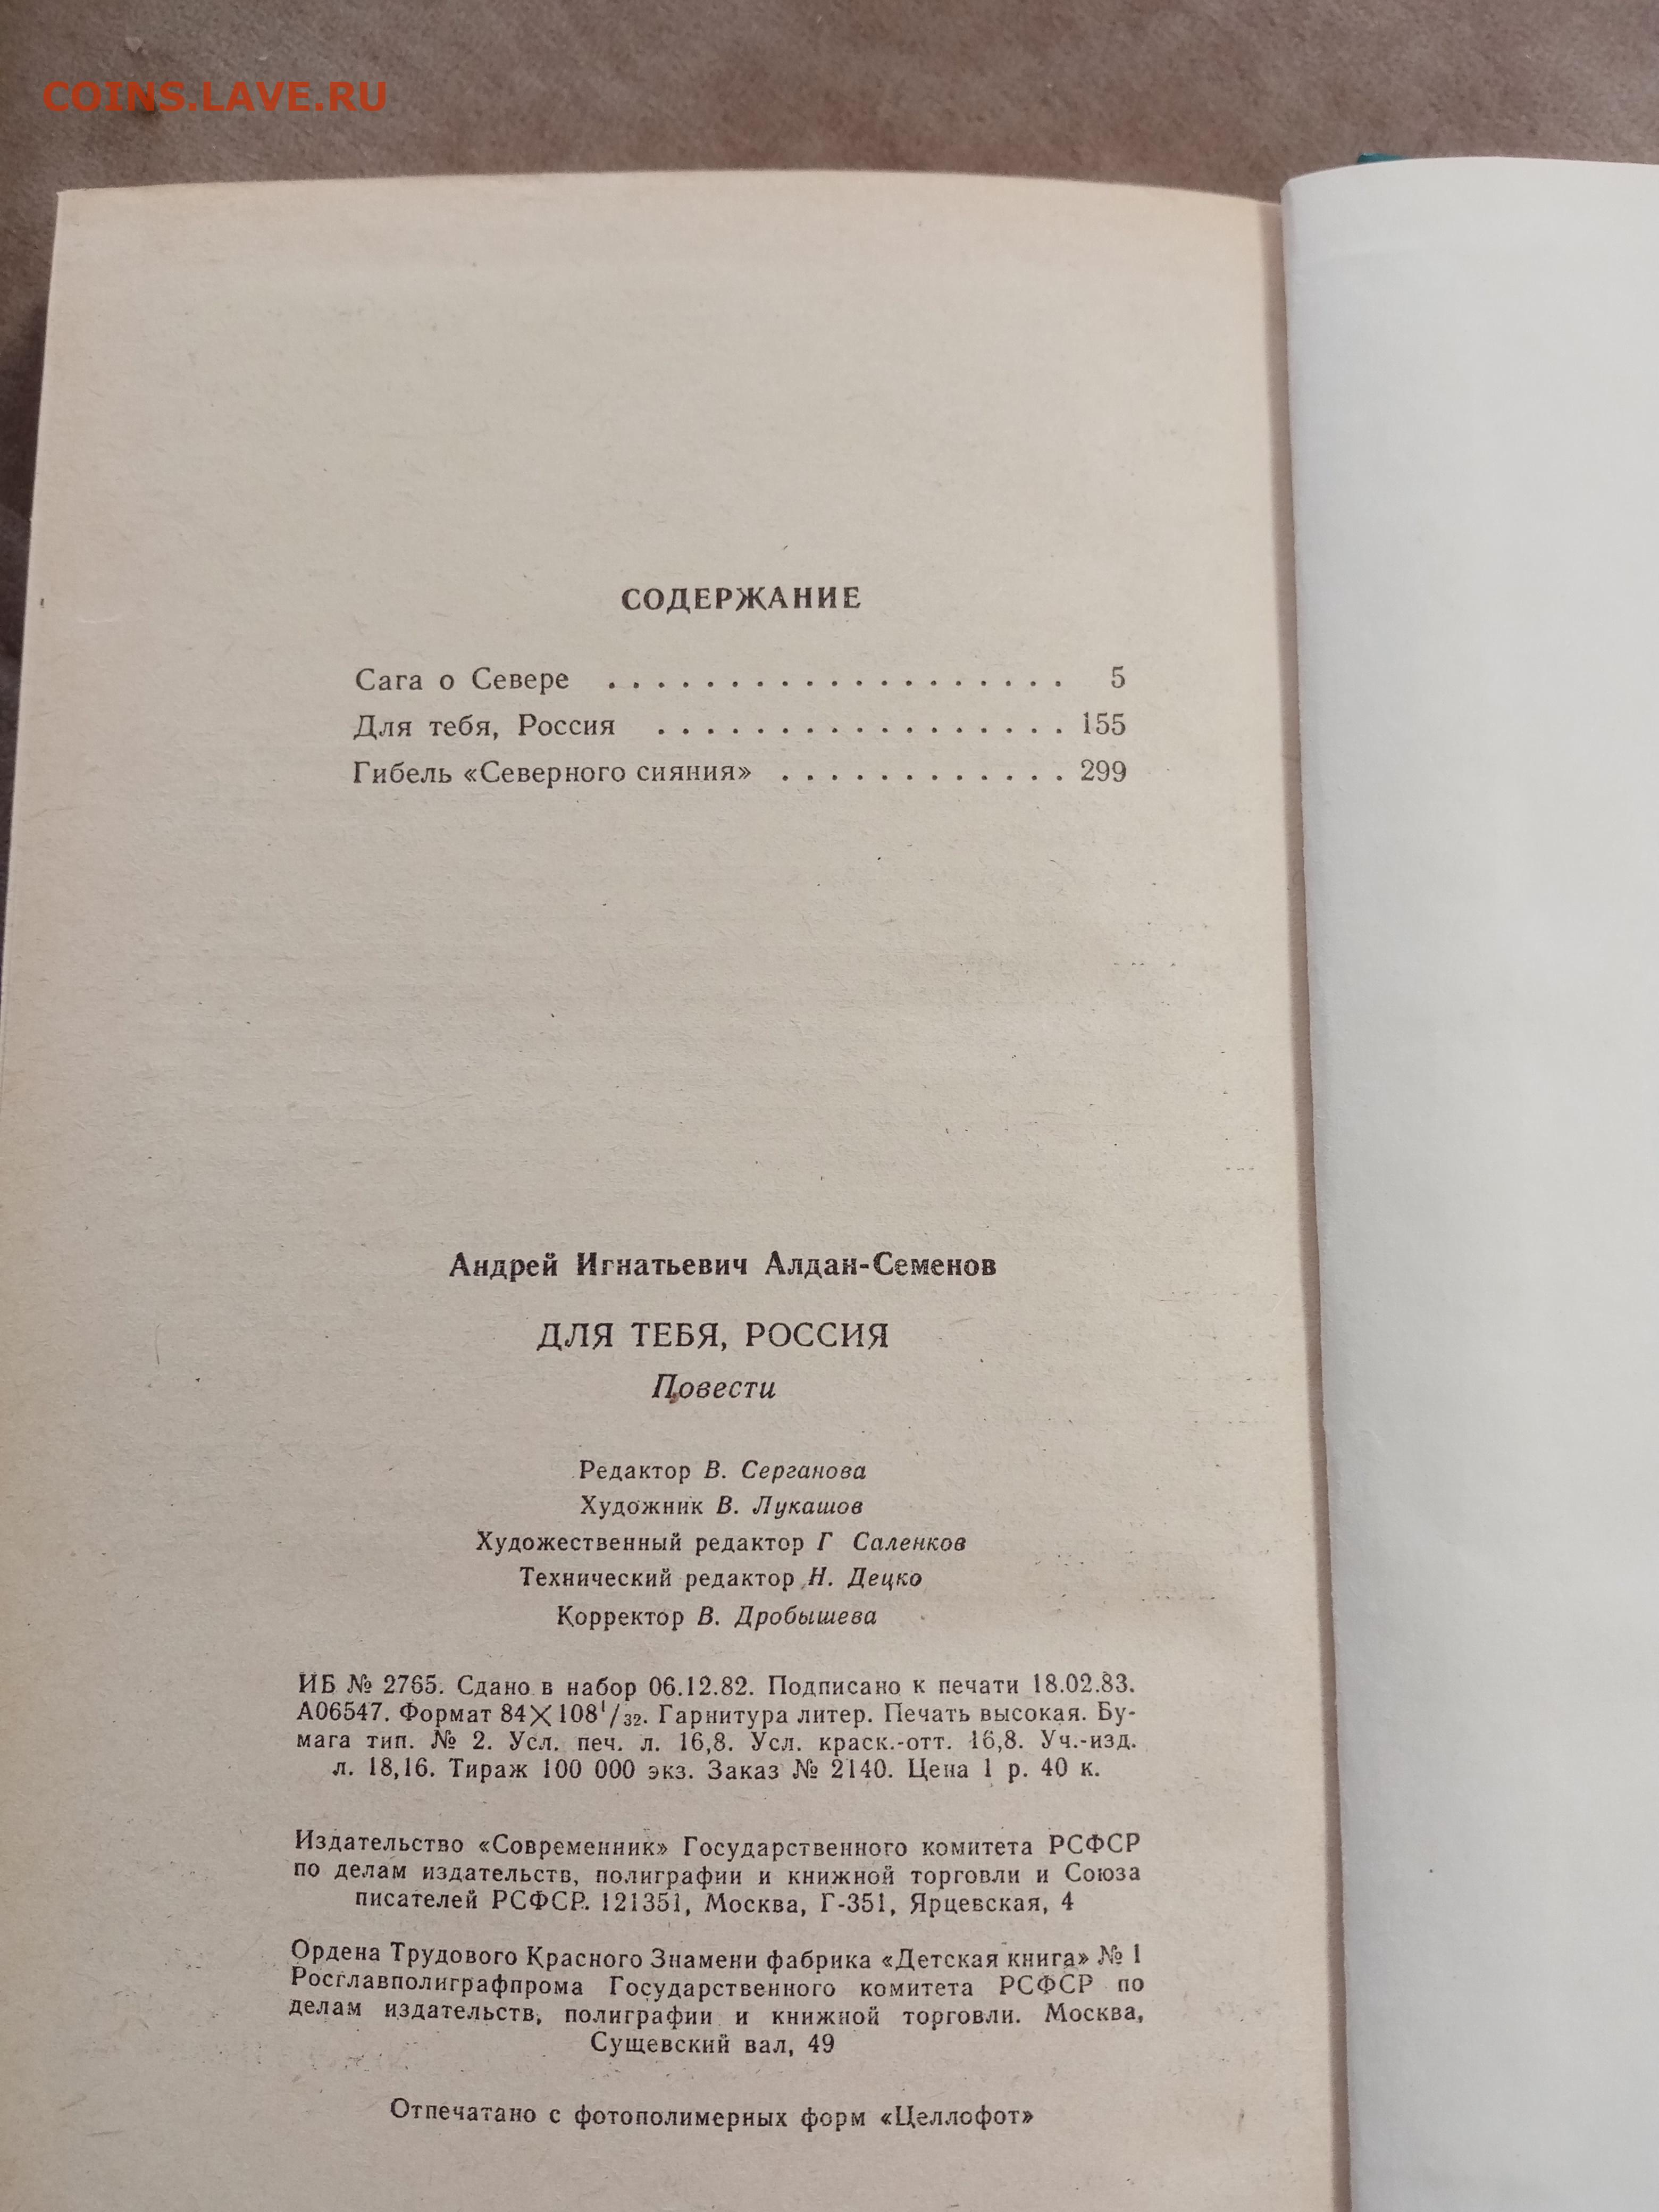 COINS.LAVE.RU
СОДЕРЖАНИЕ
Сага о Севере . . . . . . . . . . . . . . . . . . . 5
Для тебя, Россия . . . . . . . . . . . . . . . . . 155
Гибель «Северного сияния» . . . . . . . . . . . . 299
Андрей Игнатьевич Алдан-Семенов
ДЛЯ ТЕБЯ, РОССИЯ
Повести
Редактор В. Серганова
Художник В. Лукашов
Художественный редактор Г Саленков
Технический редактор Н. Децко
Корректор В. Дробышева
ИБ № 2765. Сдано в набор 06.12.82. Подписано к печати 18.02.83.
А06547. Формат 84×108¹/₃₂. Гарнитура литер. Печать высокая. Бу-
мага тип. № 2. Усл. печ. л. 16,8. Усл. краск.-отт. 16,8. Уч.-изд.
л. 18,16. Тираж 100 000 экз. Заказ № 2140. Цена 1 р. 40 к.
Издательство «Современник» Государственного комитета РСФСР
по делам издательств, полиграфии и книжной торговли и Союза
писателей РСФСР. 121351, Москва, Г-351, Ярцевская, 4
Ордена Трудового Красного Знамени фабрика «Детская книга» № 1
Росглавполиграфпрома Государственного комитета РСФСР по
делам издательств, полиграфии и книжной торговли. Москва,
Сущевский вал, 49
Отпечатано с фотополимерных форм «Целлофот»